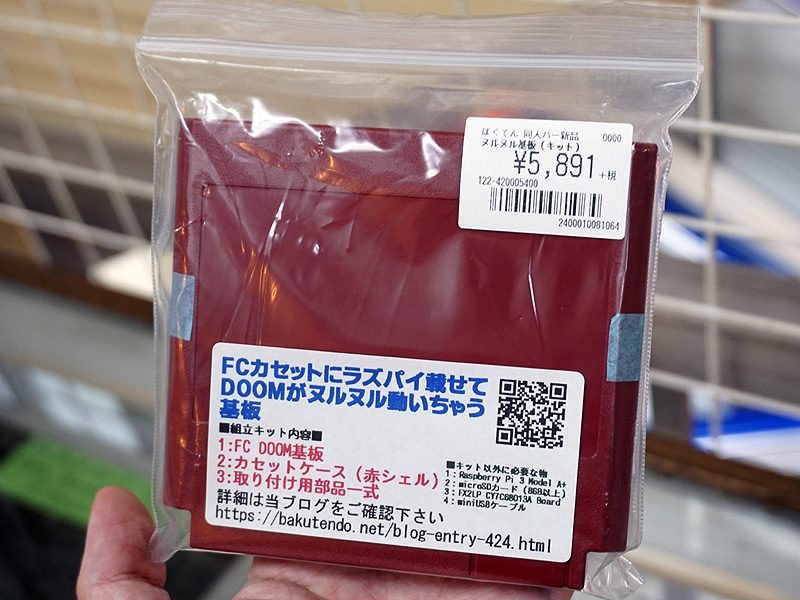 ばくてん 同人ハー新品 0000
ヌルヌル基板(キット)
¥5,891 +税
122-420005400
2400010081064
FCカセットにラズパイ載せて
DOOMがヌルヌル動いちゃう
基板
■組立キット内容■
1:FC DOOM基板
2:カセットケース(赤シェル)
3:取り付け用部品一式
■キット以外に必要な物
1:Raspberry Pi 3 Model A+
2:microSDカード(8GB以上)
3:FX2LP CY7C68013A Board
4:miniUSBケーブル
詳細は当ブログをご確認下さい
https://bakutendo.net/blog-entry-424.html